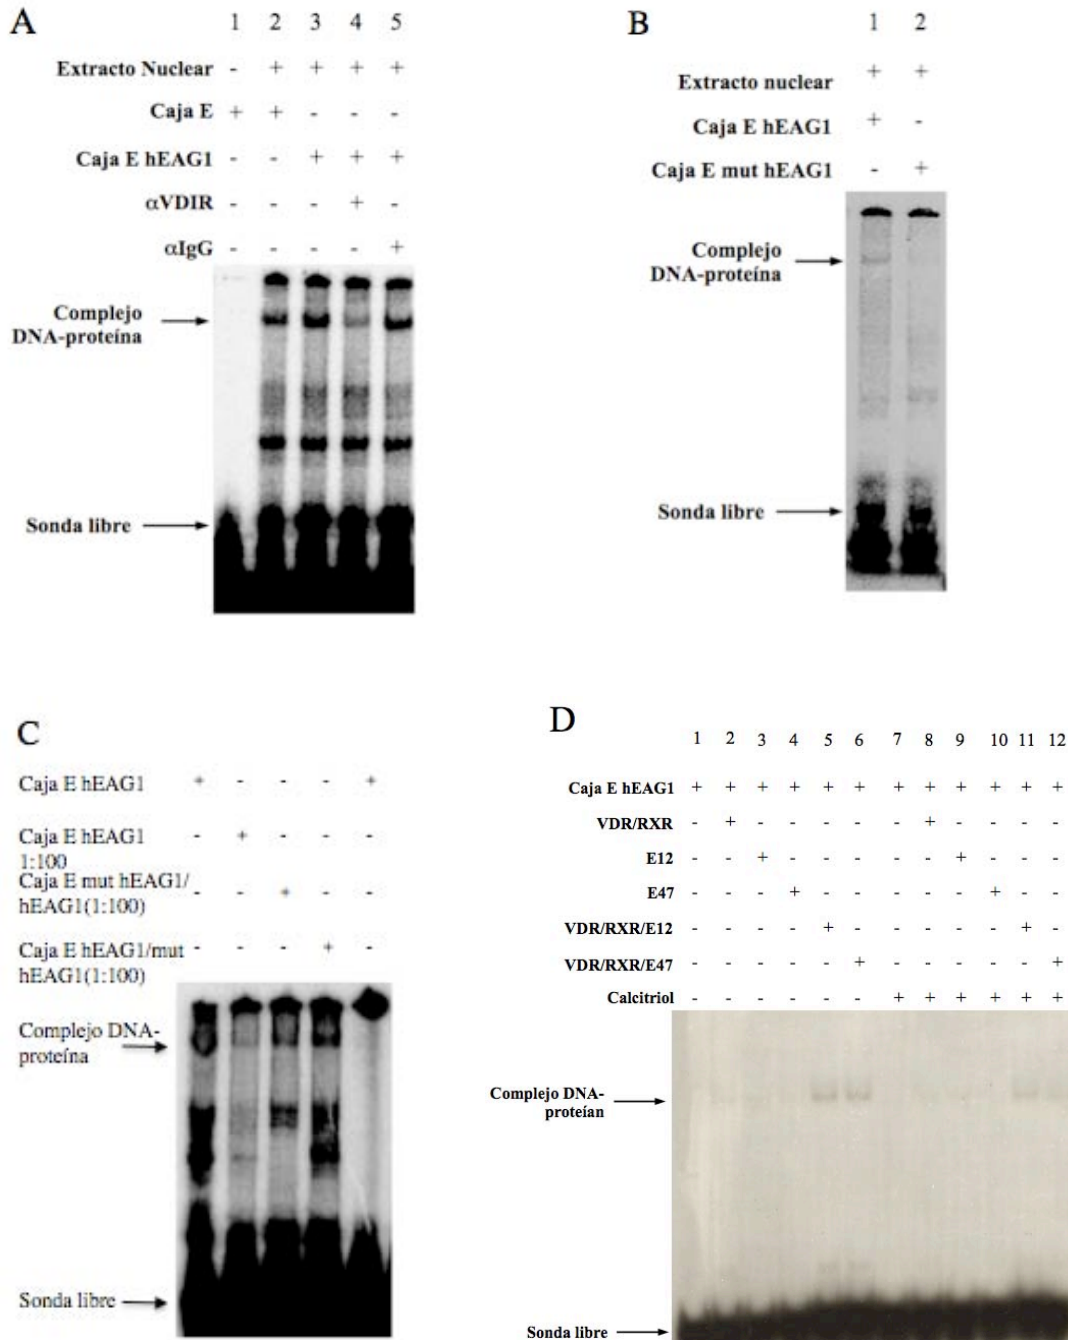 A
1 2 3 4 5
Extracto Nuclear - + + + +
Caja E + + - - -
Caja E hEAG1 - - + + +
αVDIR - - - + -
αIgG - - - - +
Complejo
DNA-proteína
Sonda libre
B
1 2
Extracto nuclear + +
Caja E hEAG1 + -
Caja E mut hEAG1 - +
Complejo
DNA-proteína
Sonda libre
C
Caja E hEAG1 + - - - +
Caja E hEAG1 - + - - -
1:100
Caja E mut hEAG1/ - - + - -
hEAG1(1:100)
Caja E hEAG1/mut - - - + -
hEAG1(1:100)
Complejo DNA-
proteína
Sonda libre
D
1 2 3 4 5 6 7 8 9 10 11 12
Caja E hEAG1 + + + + + + + + + + + +
VDR/RXR - + - - - - - + - - - -
E12 - - + - - - - - + - - -
E47 - - - + - - - - - + - -
VDR/RXR/E12 - - - - + - - - - - + -
VDR/RXR/E47 - - - - - + - - - - - +
Calcitriol - - - - - - + + + + + +
Complejo DNA-
proteían
Sonda libre